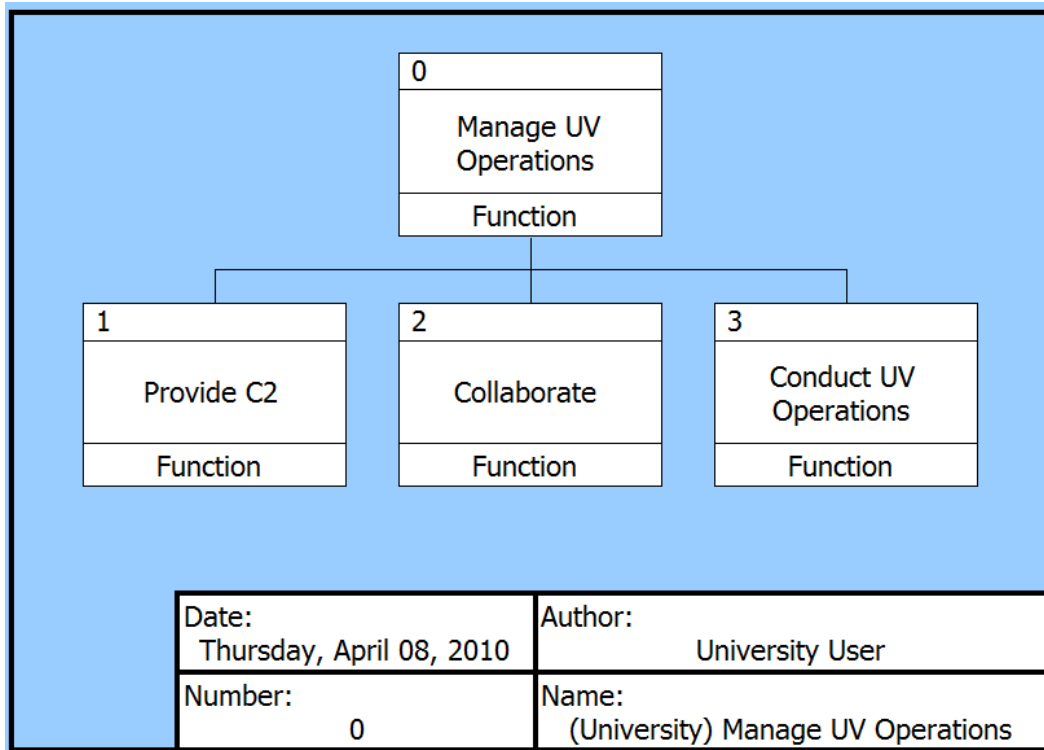 0
Manage UV
Operations
Function
1
Provide C2
Function
2
Collaborate
Function
3
Conduct UV
Operations
Function
Date:
Thursday, April 08, 2010
Author:
University User
Number:
0
Name:
(University) Manage UV Operations